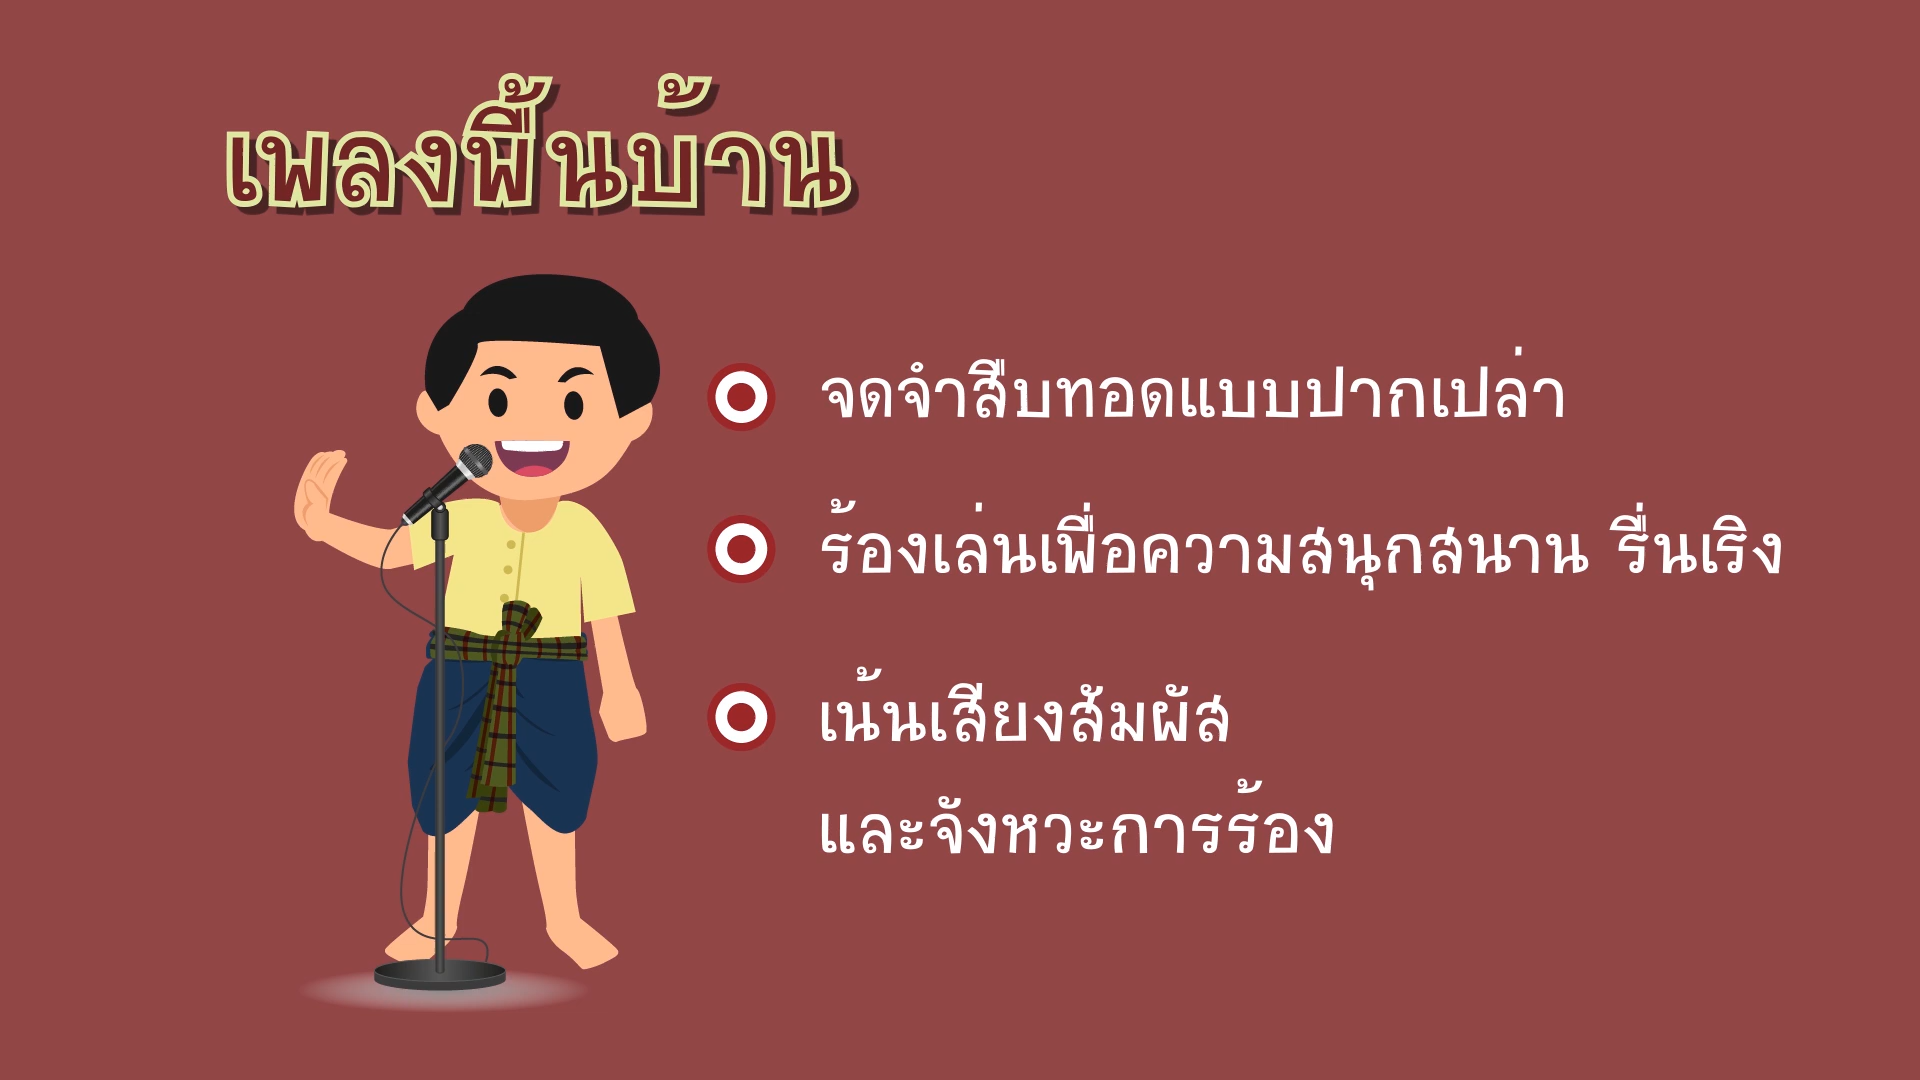 เพลงพื้นบ้าน
จดจำสืบทอดแบบปากเปล่า
ร้องเล่นเพื่อความสนุกสนาน รื่นเริง
เน้นเสียงสัมผัส
และจังหวะการร้อง